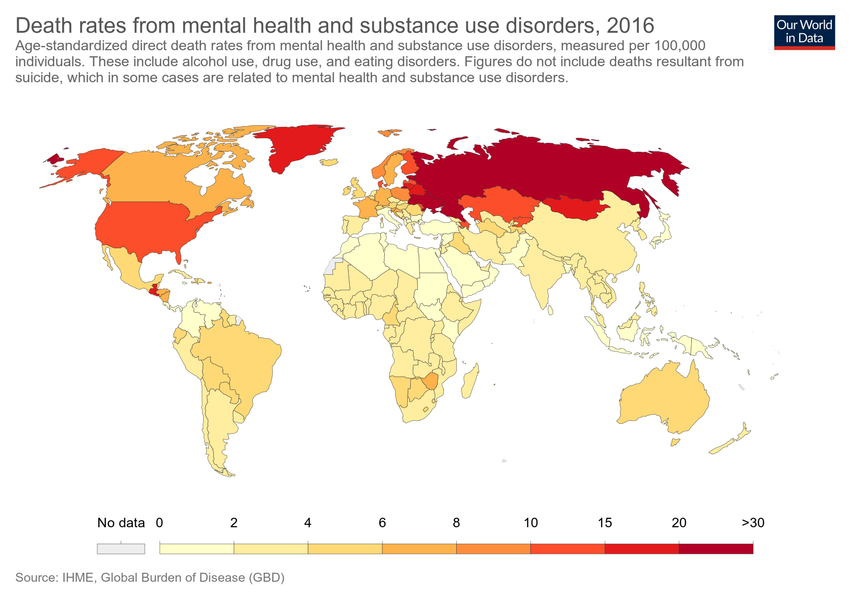 Death rates from mental health and substance use disorders, 2016
Our World
in Data
Age-standardized direct death rates from mental health and substance use disorders, measured per 100,000
individuals. These include alcohol use, drug use, and eating disorders. Figures do not include deaths resultant from
suicide, which in some cases are related to mental health and substance use disorders.
No data 0 2 4 6 8 10 15 20 >30
Source: IHME, Global Burden of Disease (GBD)